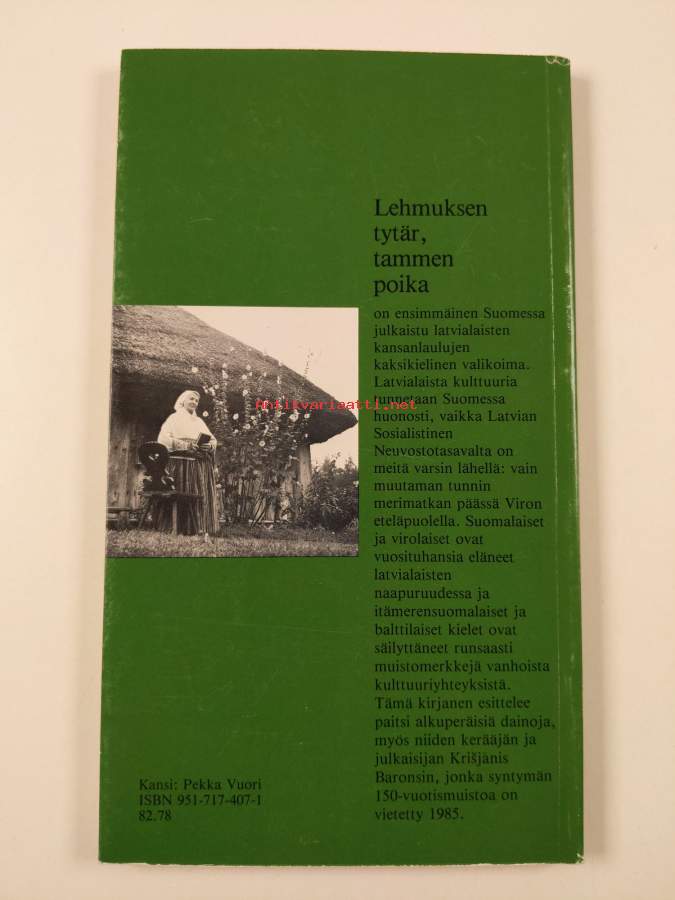 Lehmuksen
tytär,
tammen
poika
on ensimmäinen Suomessa
julkaistu latvialaisten
kansanlaulujen
kaksikielinen valikoima.
Latvialaista kulttuuria
tunnetaan Suomessa
huonosti, vaikka Latvian
Sosialistinen
Neuvostotasavalta on
meitä varsin lähellä: vain
muutaman tunnin
merimatkan päässä Viron
eteläpuolella. Suomalaiset
ja virolaiset ovat
vuosituhansia eläneet
latvialaisten
naapuruudessa ja
itämerensuomalaiset ja
balttilaiset kielet ovat
säilyttäneet runsaasti
muistomerkkejä vanhoista
kulttuuriyhteyksistä.
Tämä kirjanen esittelee
paitsi alkuperäisiä dainoja,
myös niiden kerääjän ja
julkaisijan Krišjānis
Baronsin, jonka syntymän
150-vuotismuistoa on
vietetty 1985.
Antikvariaatti.net
Kansi: Pekka Vuori
ISBN 951-717-407-1
82.78